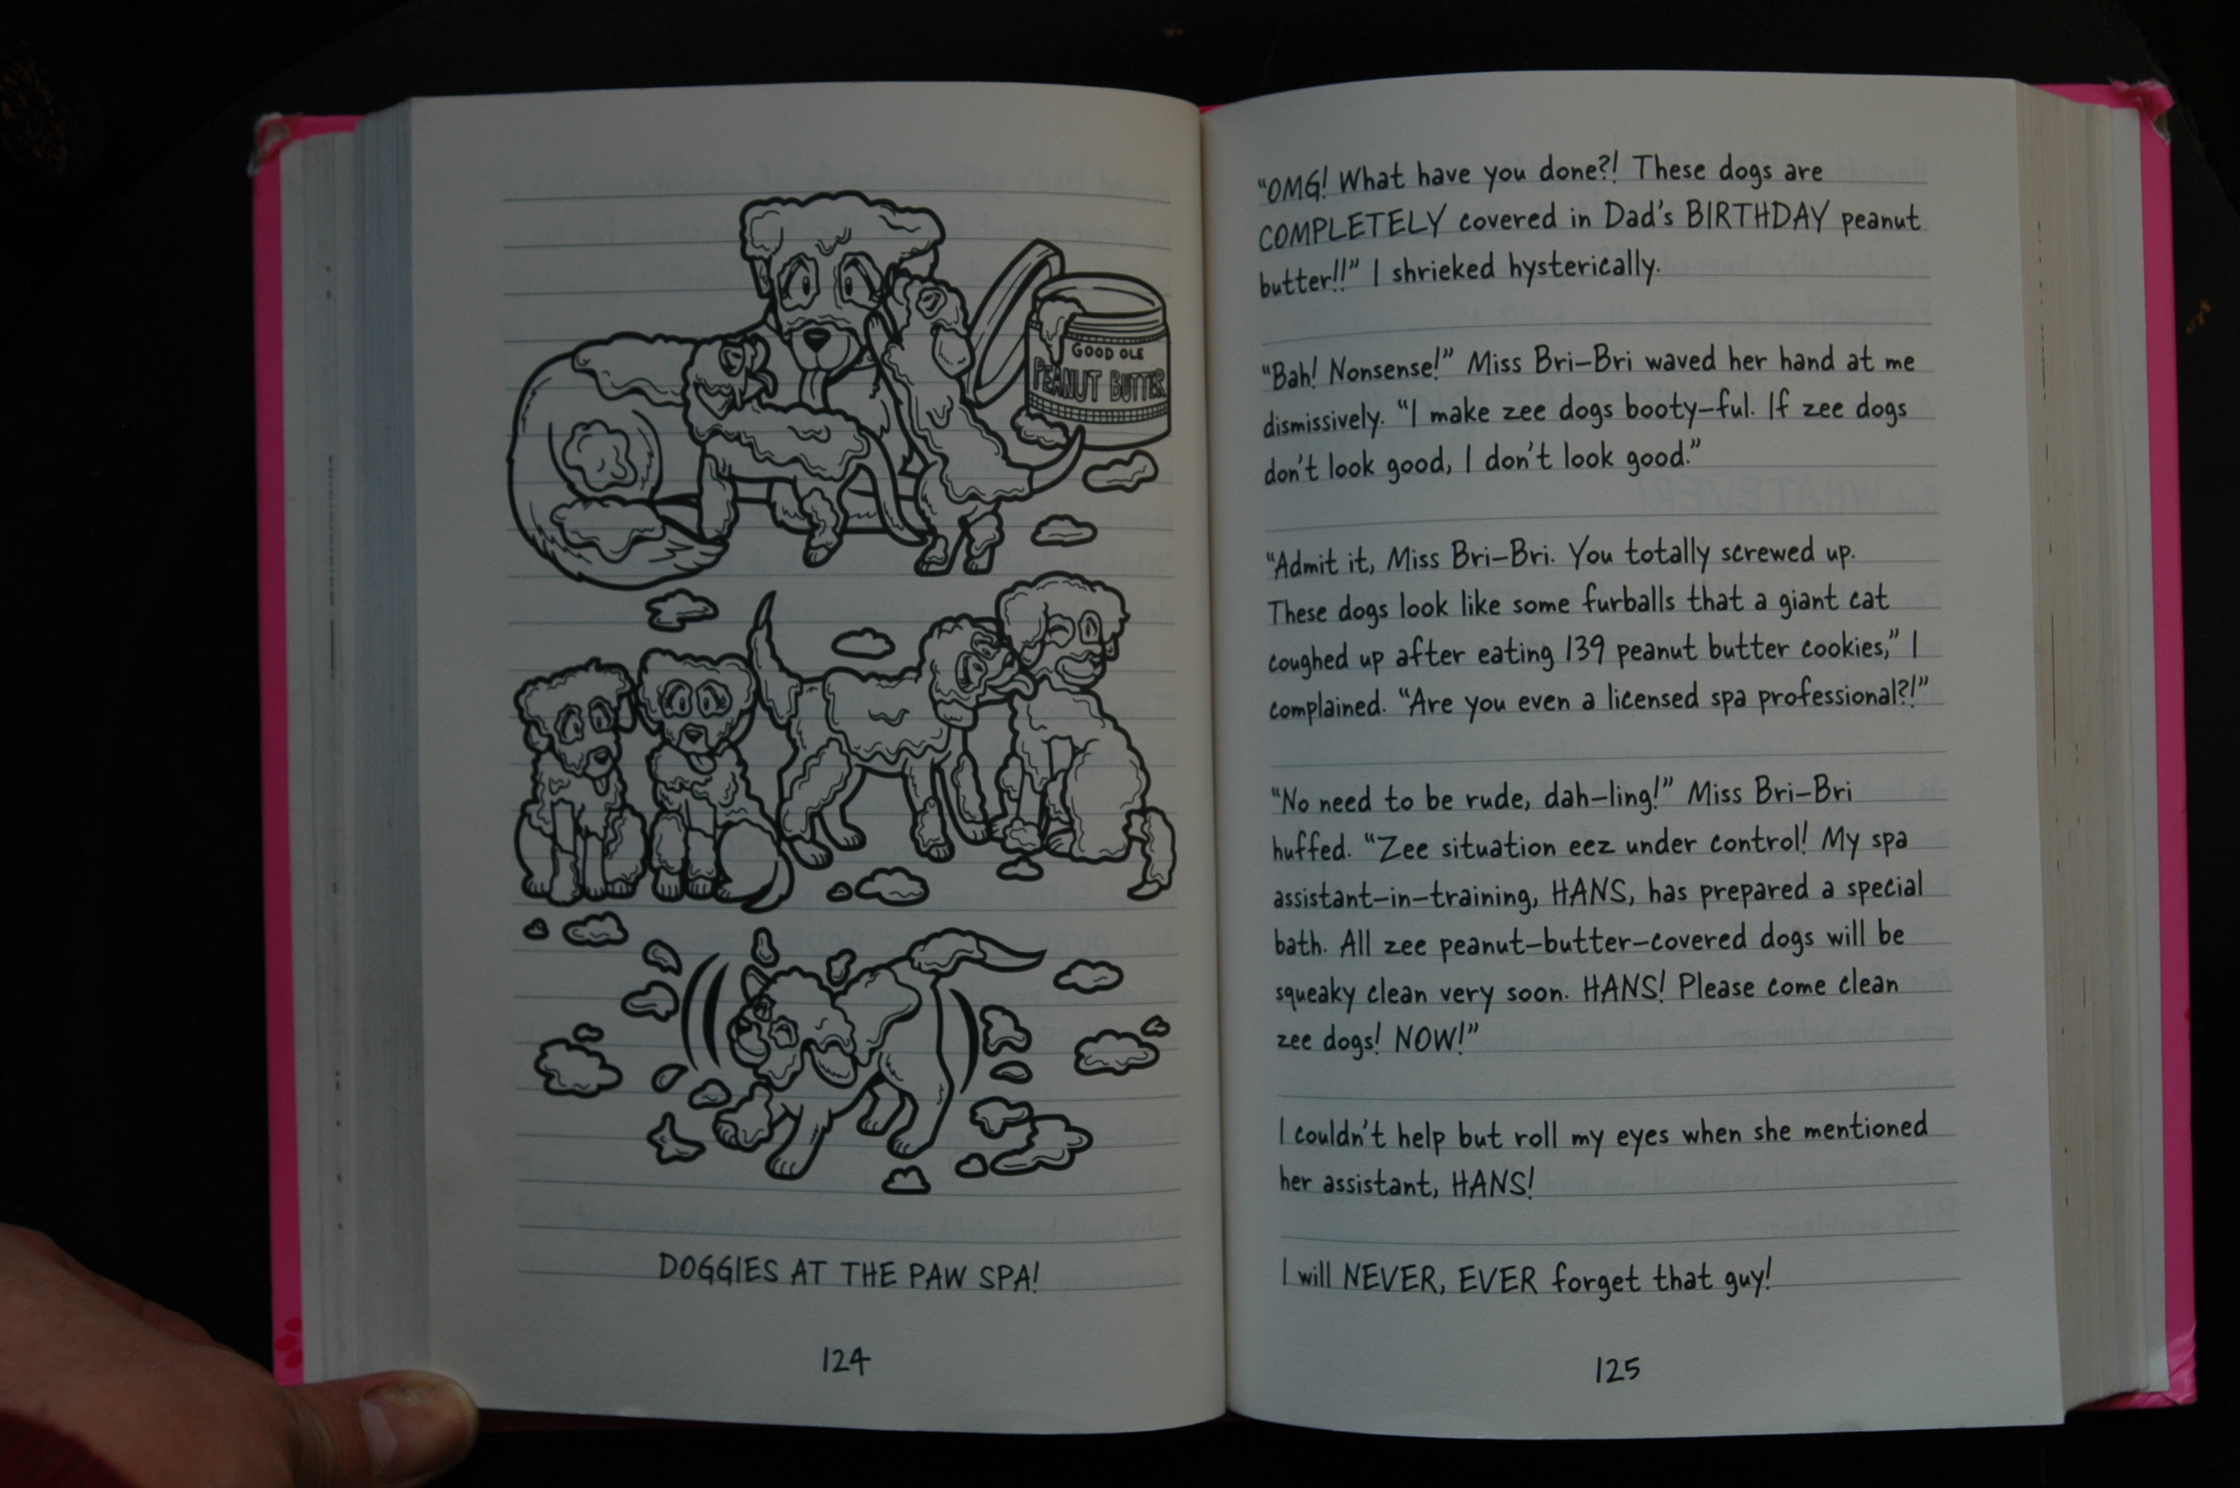 GOOD OLE
PEANUT BUTTER
DOGGIES AT THE PAW SPA!
124
"OMG! What have you done?! These dogs are
COMPLETELY covered in Dad's BIRTHDAY peanut
butter!!" I shrieked hysterically.
"Bah! Nonsense!" Miss Bri-Bri waved her hand at me
dismissively. "I make zee dogs booty-ful. If zee dogs
don't look good, I don't look good."
"Admit it, Miss Bri-Bri. You totally screwed up.
These dogs look like some furballs that a giant cat
coughed up after eating 139 peanut butter cookies," I
complained. "Are you even a licensed spa professional?!"
"No need to be rude, dah-ling!" Miss Bri-Bri
huffed. "Zee situation eez under control! My spa
assistant-in-training, HANS, has prepared a special
bath. All zee peanut-butter-covered dogs will be
squeaky clean very soon. HANS! Please come clean
zee dogs! NOW!"
I couldn't help but roll my eyes when she mentioned
her assistant, HANS!
I will NEVER, EVER forget that guy!
125